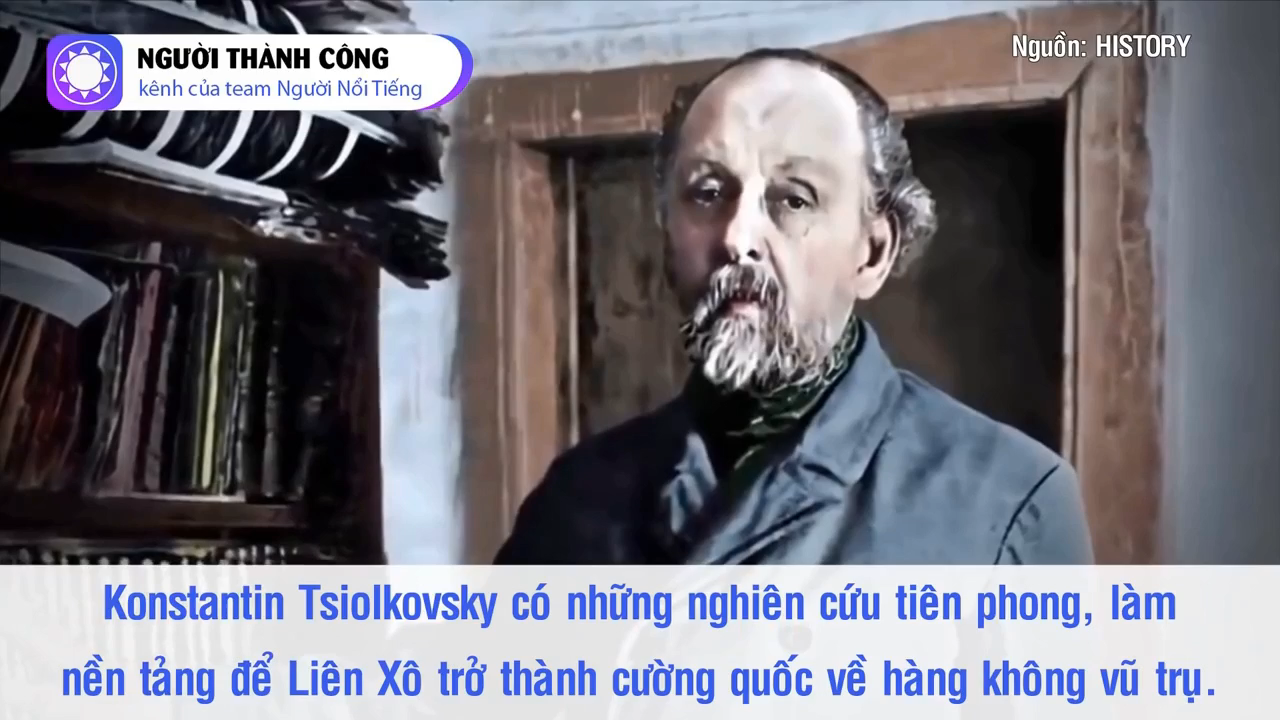 NGƯỜI THÀNH CÔNG
kênh của team Người Nổi Tiếng
Nguồn: HISTORY
Konstantin Tsiolkovsky có những nghiên cứu tiên phong, làm
nền tảng để Liên Xô trở thành cường quốc về hàng không vũ trụ.